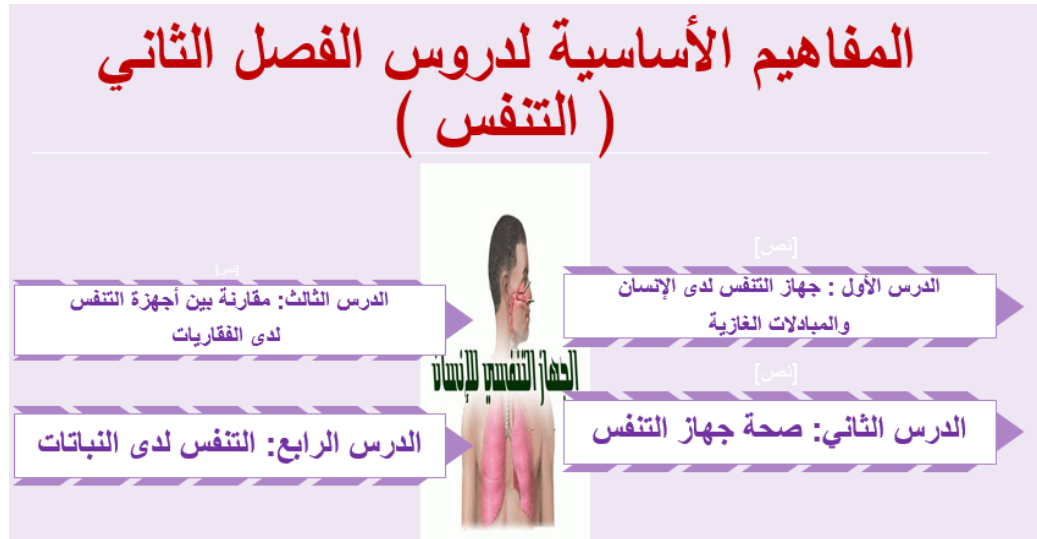 المفاهيم الأساسية لدروس الفصل الثاني
( التنفس )
[نص]
الدرس الأول : جهاز التنفس لدى الإنسان
والمبادلات الغازية
[نص]
الدرس الثاني: صحة جهاز التنفس
[نص]
الدرس الثالث: مقارنة بين أجهزة التنفس
لدى الفقاريات
الدرس الرابع: التنفس لدى النباتات
الجهاز التنفسي للإنسان